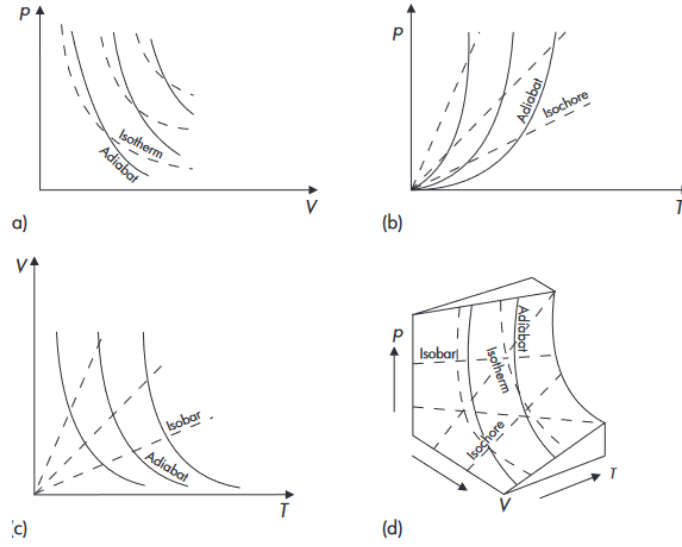 P
Isotherm
Adiabat
V
a)
P
Adiabat
Isochore
T
(b)
V
Isobar
Adiabat
T
(c)
P
Isobar
Isotherm
Adiabat
Isochore
V
T
(d)